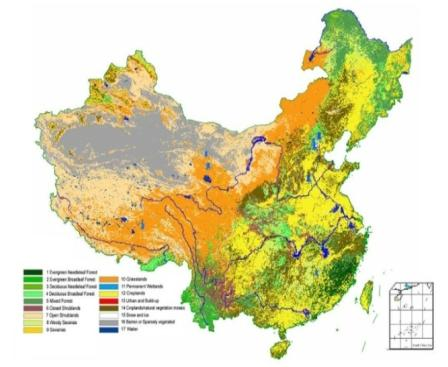 1 Evergreen Needleleaf Forest
2 Evergreen Broadleaf Forest
3 Deciduous Needleleaf Forest
4 Deciduous Broadleaf Forest
5 Mixed Forest
6 Closed Shrublands
7 Open Shrublands
8 Woody Savanas
9 Savanas
10 Grasslands
11 Permanent Wetlands
12 Croplands
13 Urban and Build-up
14 Cropland/natural vegetation mosaic
15 Snow and ice
16 Barren or Sparsely vegetated
17 Water